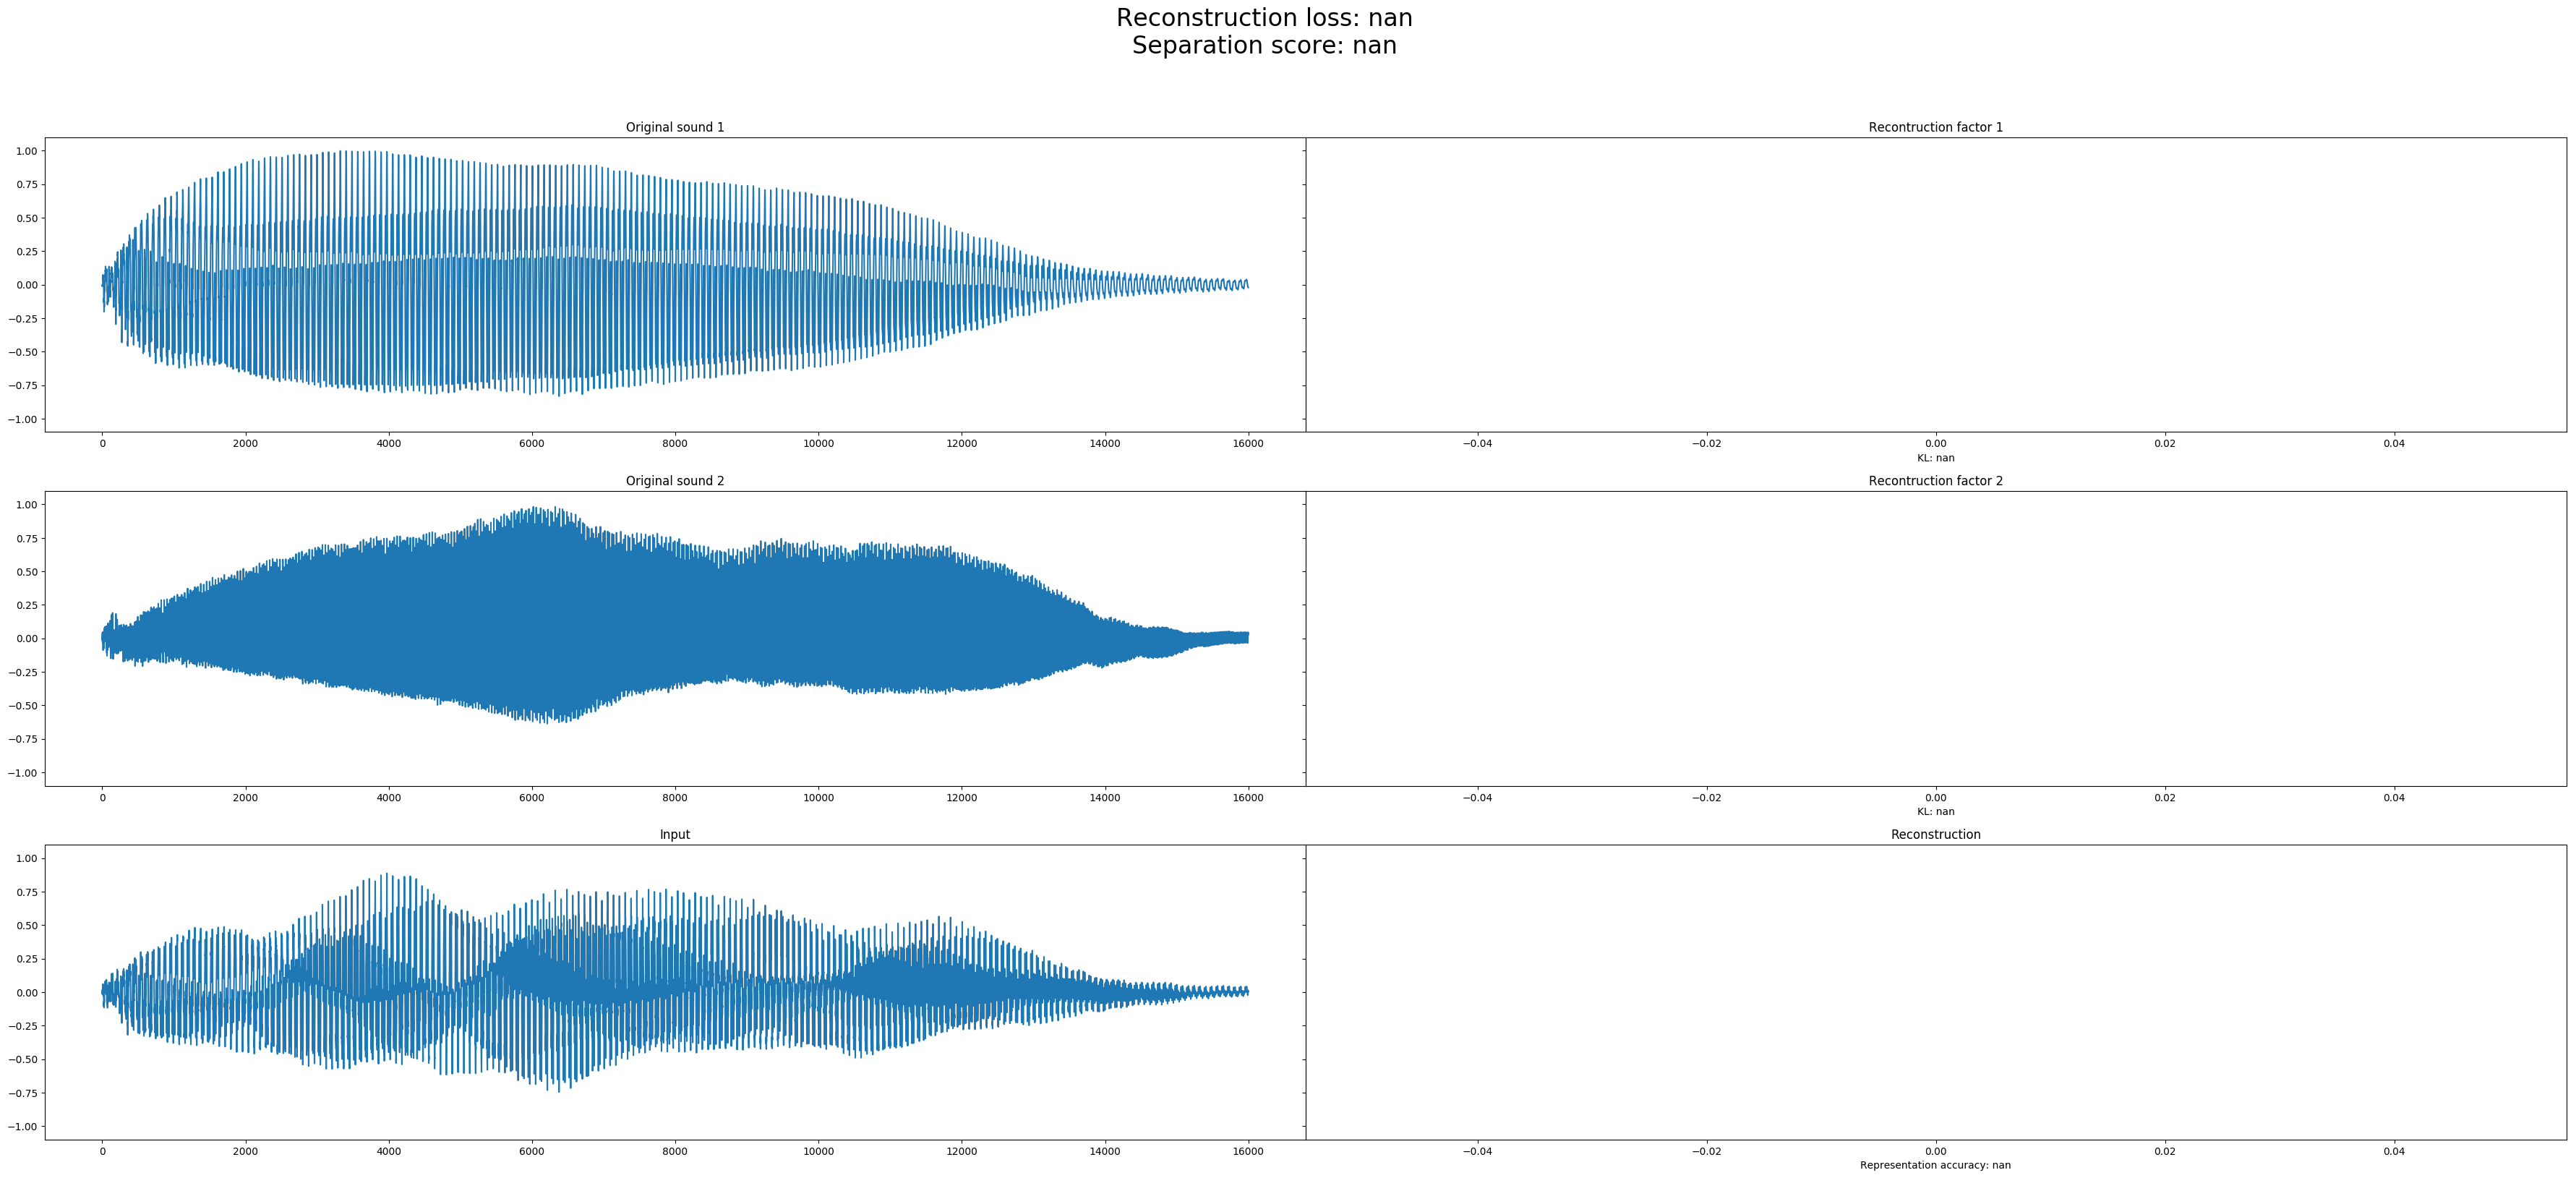 Reconstruction loss: nan
Separation score: nan
Original sound 1
Recontruction factor 1
1.00
0.75
0.50
0.25
0.00
−0.25
−0.50
−0.75
−1.00
0 2000 4000 6000 8000 10000 12000 14000 16000
−0.04 −0.02 0.00 0.02 0.04
KL: nan
Original sound 2
Recontruction factor 2
1.00
0.75
0.50
0.25
0.00
−0.25
−0.50
−0.75
−1.00
0 2000 4000 6000 8000 10000 12000 14000 16000
−0.04 −0.02 0.00 0.02 0.04
KL: nan
Input
Reconstruction
1.00
0.75
0.50
0.25
0.00
−0.25
−0.50
−0.75
−1.00
0 2000 4000 6000 8000 10000 12000 14000 16000
−0.04 −0.02 0.00 0.02 0.04
Representation accuracy: nan